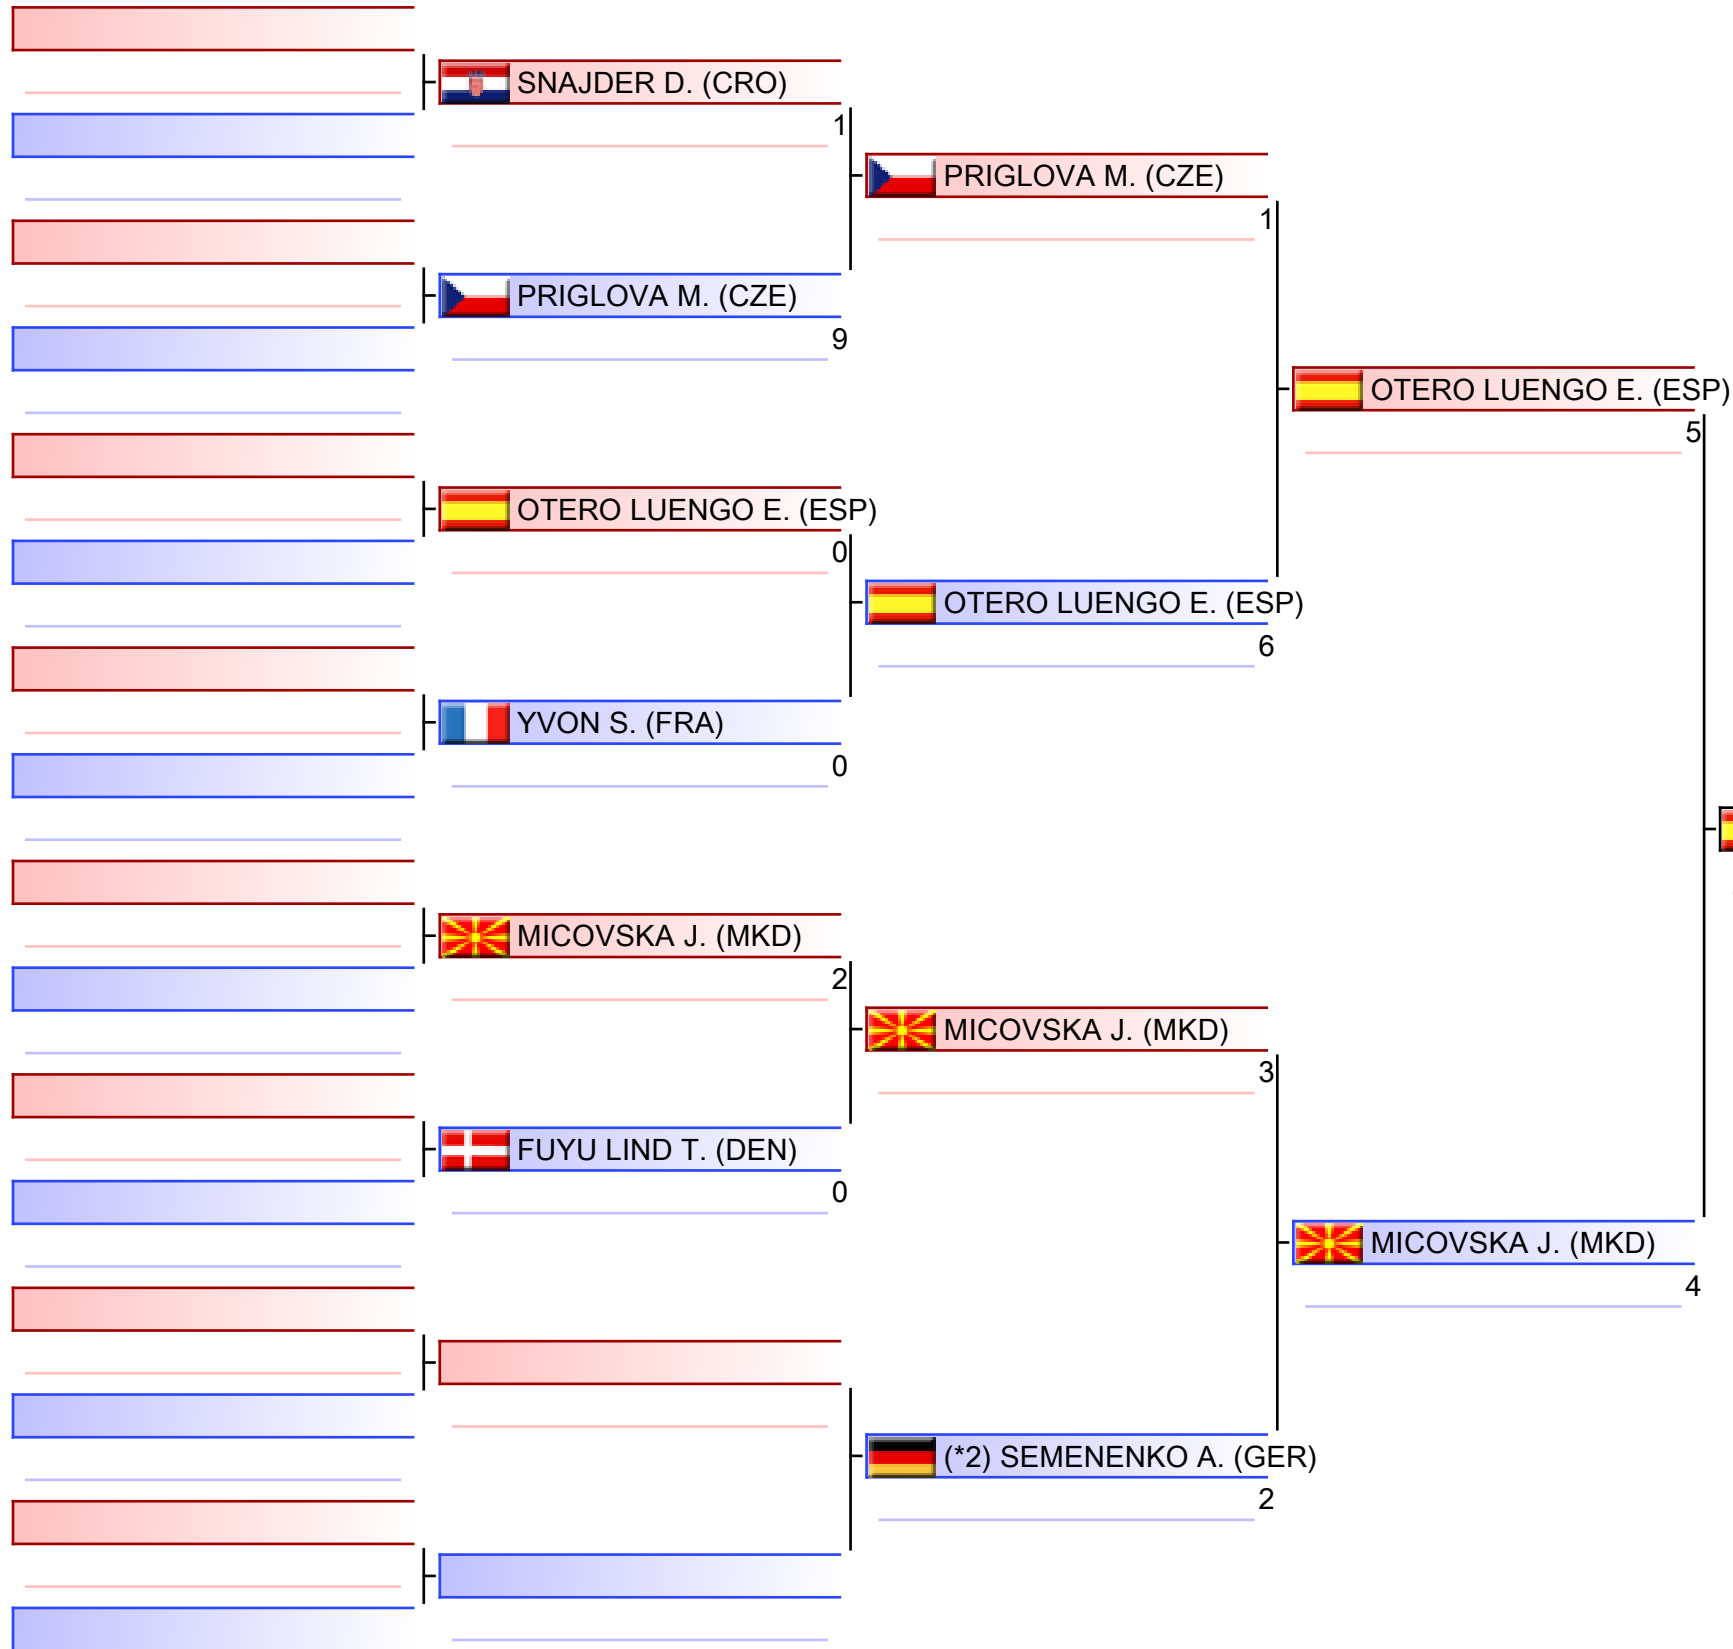 SNAJDER D. (CRO)
1
PRIGLOVA M. (CZE)
1
PRIGLOVA M. (CZE)
9
OTERO LUENGO E. (ESP)
5
OTERO LUENGO E. (ESP)
0
OTERO LUENGO E. (ESP)
6
YVON S. (FRA)
0
MICOVSKA J. (MKD)
2
MICOVSKA J. (MKD)
3
FUYU LIND T. (DEN)
0
MICOVSKA J. (MKD)
4
(*2) SEMENENKO A. (GER)
2